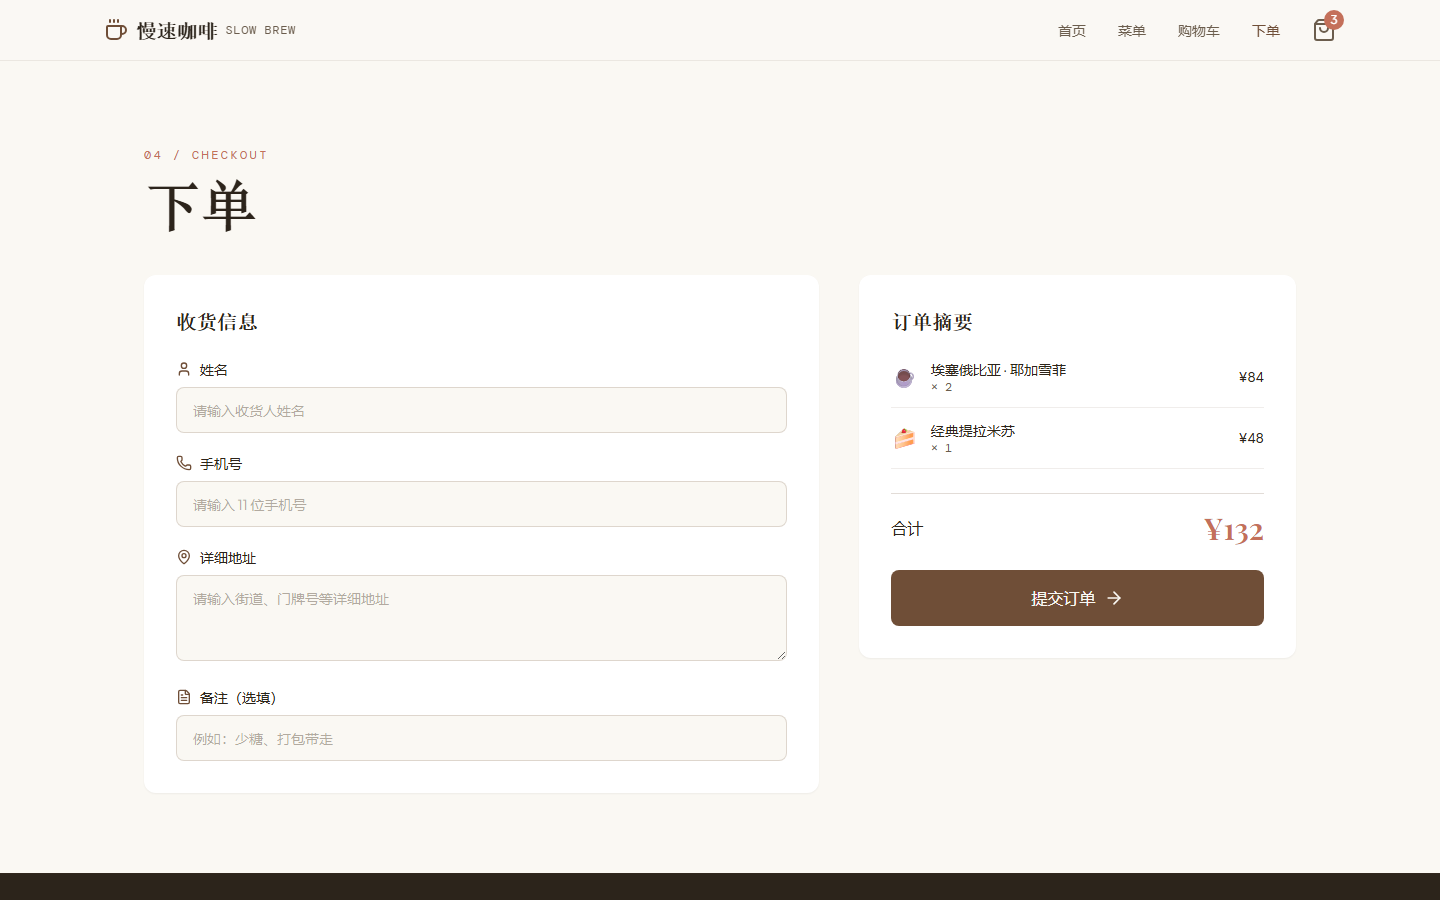 慢速咖啡 SLOW BREW
首页 菜单 购物车 下单 3
04 / CHECKOUT
下单
收货信息
姓名
请输入收货人姓名
手机号
请输入 11 位手机号
详细地址
请输入街道、门牌号等详细地址
备注（选填）
例如：少糖、打包带走
订单摘要
埃塞俄比亚 · 耶加雪菲
× 2
¥84
经典提拉米苏
× 1
¥48
合计 ¥132
提交订单 →